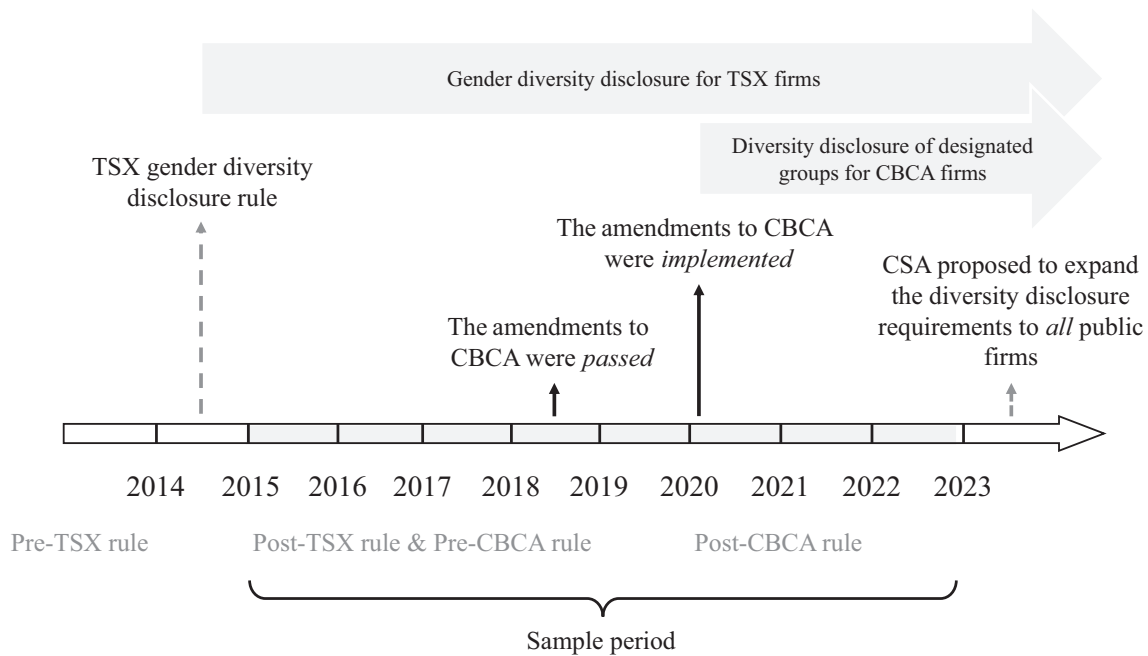 Gender diversity disclosure for TSX firms
Diversity disclosure of designated
groups for CBCA firms
TSX gender diversity
disclosure rule
The amendments to CBCA
were implemented
CSA proposed to expand
the diversity disclosure
requirements to all public
firms
The amendments to
CBCA were passed
2014 2015 2016 2017 2018 2019 2020 2021 2022 2023
Pre-TSX rule Post-TSX rule & Pre-CBCA rule Post-CBCA rule
Sample period